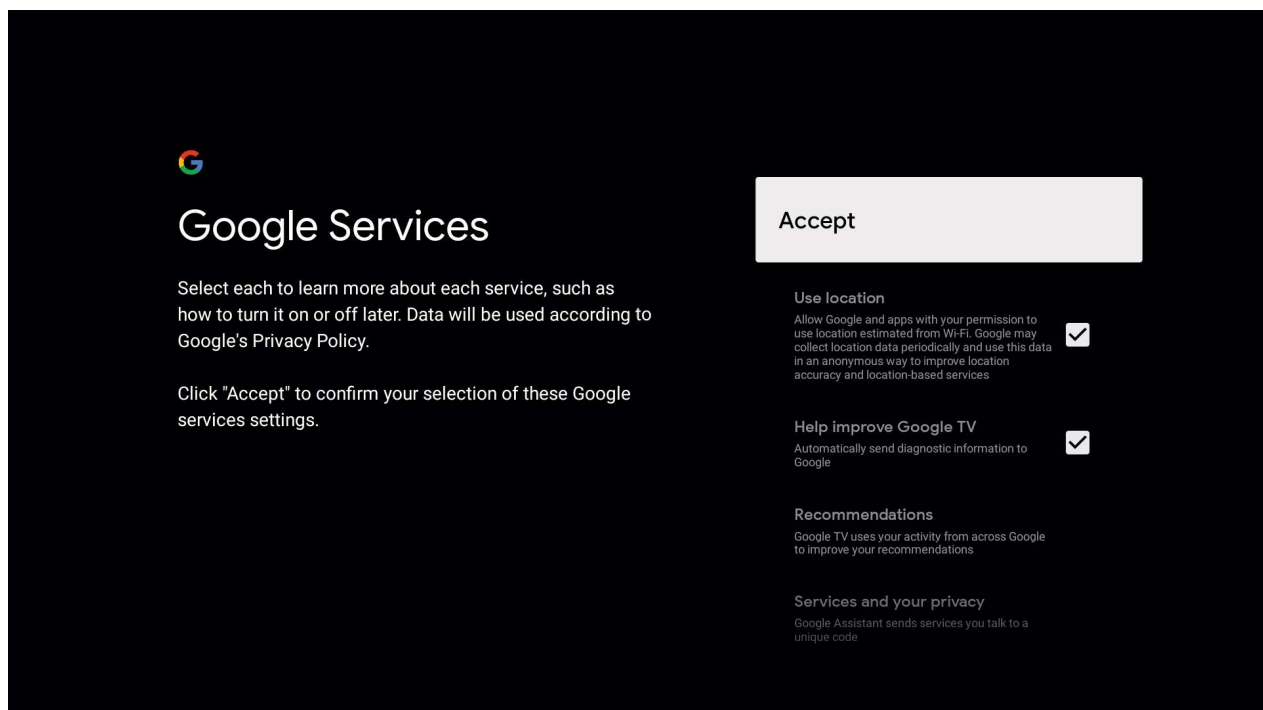 Google Services
Select each to learn more about each service, such as
how to turn it on or off later. Data will be used according to
Google's Privacy Policy.
Click "Accept" to confirm your selection of these Google
services settings.
Accept
Use location
Allow Google and apps with your permission to
use location estimated from Wi-Fi. Google may
collect location data periodically and use this data
in an anonymous way to improve location
accuracy and location-based services
Help improve Google TV
Automatically send diagnostic information to
Google
Recommendations
Google TV uses your activity from across Google
to improve your recommendations
Services and your privacy
Google Assistant sends services you talk to a
unique code